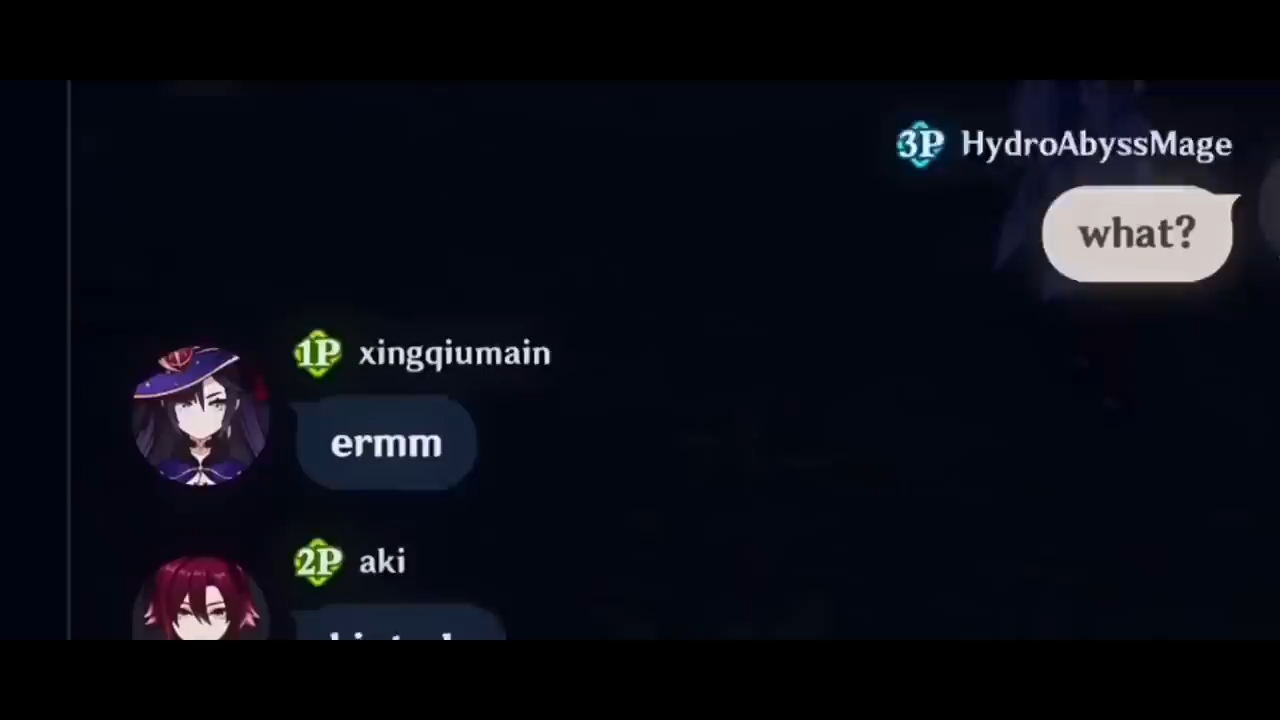 3P HydroAbyssMage
what?
1P xingqiumain
ermm
2P aki